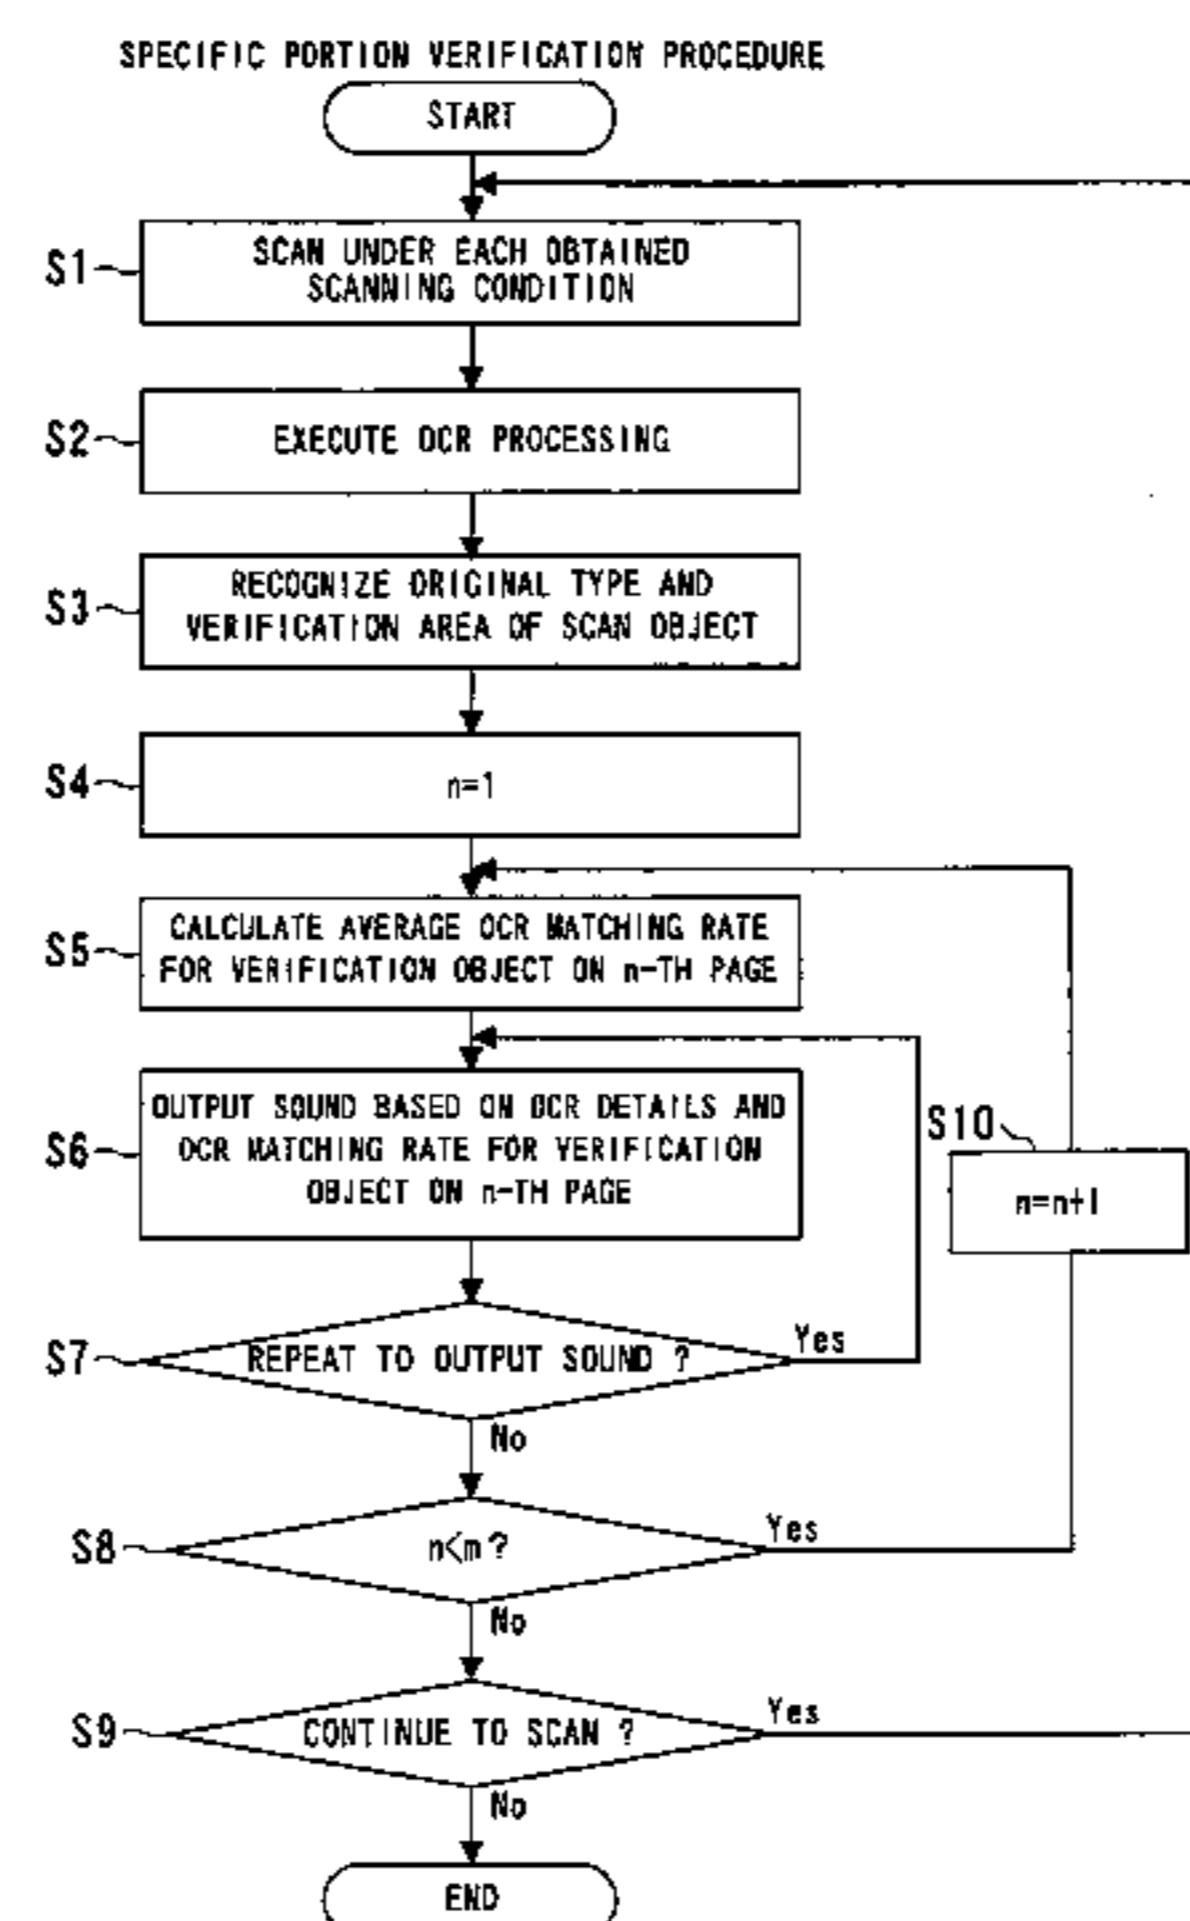 SPECIFIC PORTION VERIFICATION PROCEDURE
START
S1
SCAN UNDER EACH OBTAINED
SCANNING CONDITION
S2
EXECUTE OCR PROCESSING
S3
RECOGNIZE ORIGINAL TYPE AND
VERIFICATION AREA OF SCAN OBJECT
S4
n=1
S5
CALCULATE AVERAGE OCR MATCHING RATE
FOR VERIFICATION OBJECT ON n-TH PAGE
S6
OUTPUT SOUND BASED ON OCR DETAILS AND
OCR MATCHING RATE FOR VERIFICATION
OBJECT ON n-TH PAGE
S10
n=n+1
S7
REPEAT TO OUTPUT SOUND ?
Yes
No
S8
n<m ?
Yes
No
S9
CONTINUE TO SCAN ?
Yes
No
END